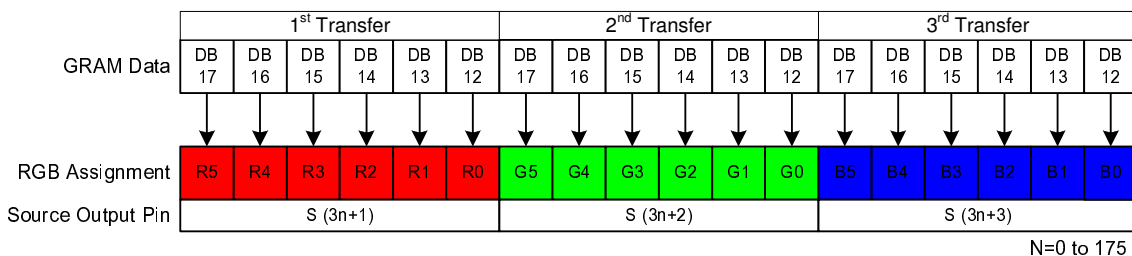 1st Transfer 2nd Transfer 3rd Transfer
GRAM Data DB 17 DB 16 DB 15 DB 14 DB 13 DB 12 DB 17 DB 16 DB 15 DB 14 DB 13 DB 12 DB 17 DB 16 DB 15 DB 14 DB 13 DB 12
RGB Assignment R5 R4 R3 R2 R1 R0 G5 G4 G3 G2 G1 G0 B5 B4 B3 B2 B1 B0
Source Output Pin S (3n+1) S (3n+2) S (3n+3)
N=0 to 175